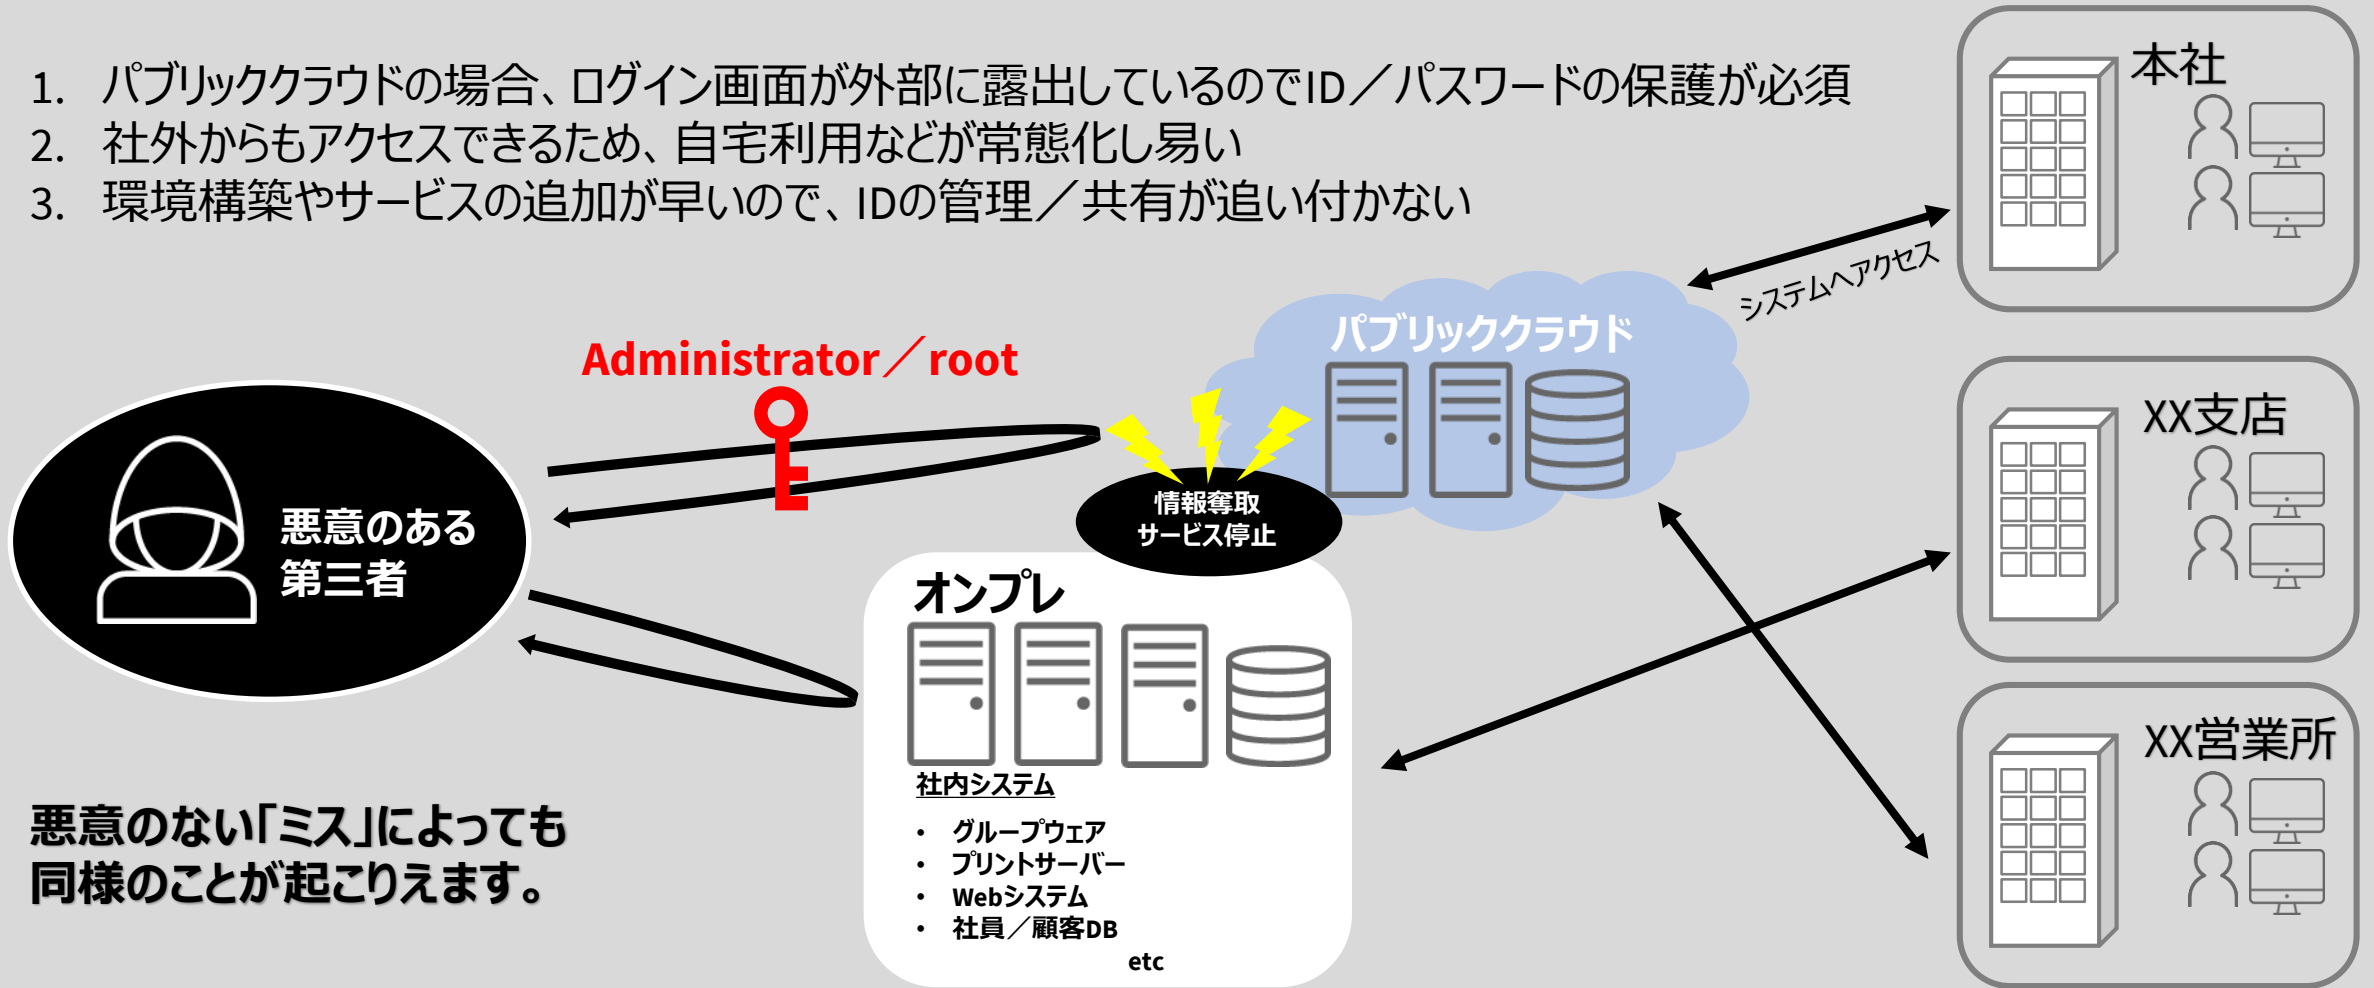 1. パブリッククラウドの場合、ログイン画面が外部に露出しているのでID／パスワードの保護が必須
2. 社外からもアクセスできるため、自宅利用などが常態化し易い
3. 環境構築やサービスの追加が早いので、IDの管理／共有が追い付かない
本社
システムへアクセス
パブリッククラウド
Administrator／root
XX支店
悪意のある
第三者
情報奪取
サービス停止
オンプレ
XX営業所
社内システム
• グループウェア
• プリントサーバー
• Webシステム
• 社員／顧客DB
etc
悪意のない「ミス」によっても
同様のことが起こりえます。